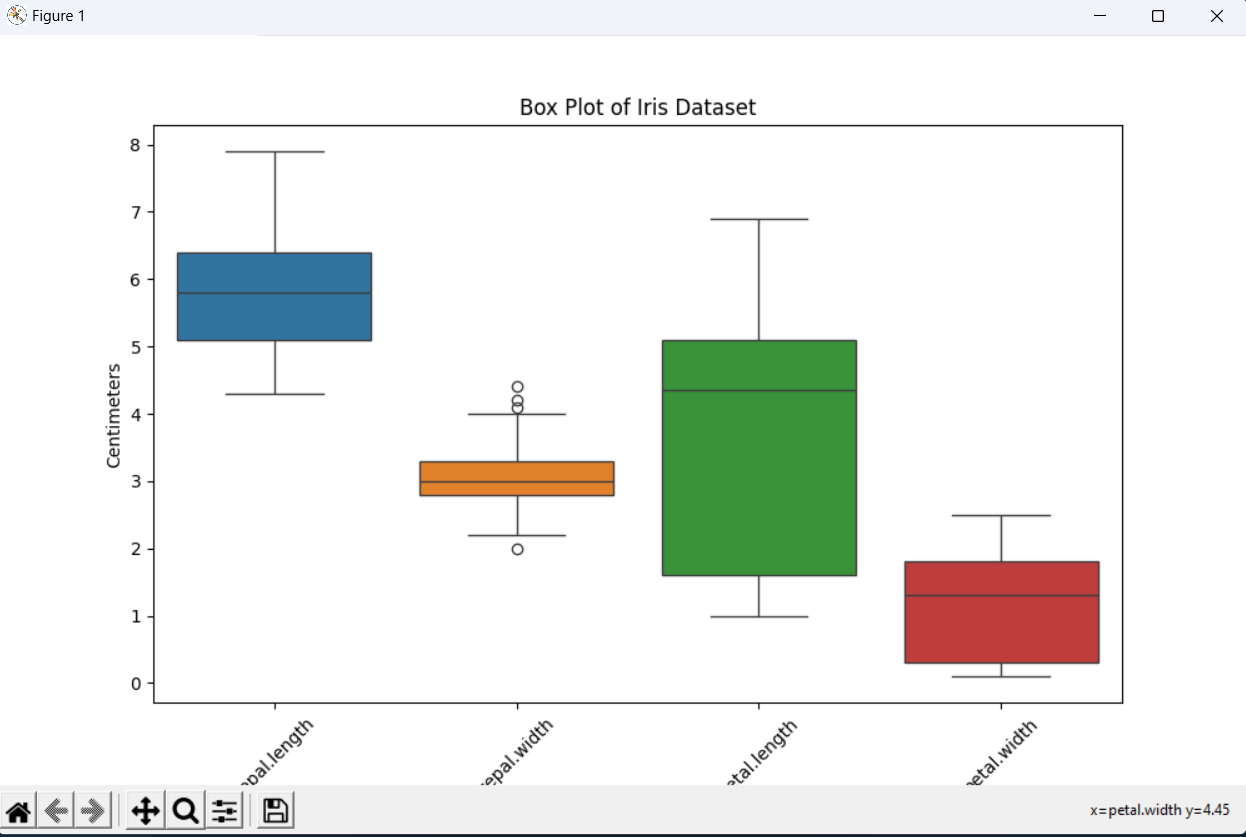 Figure 1
Box Plot of Iris Dataset
8
7
6
5
4
3
2
1
0
Centimeters
pal.length
epal.width
etal.length
etal.width
x=petal.width y=4.45